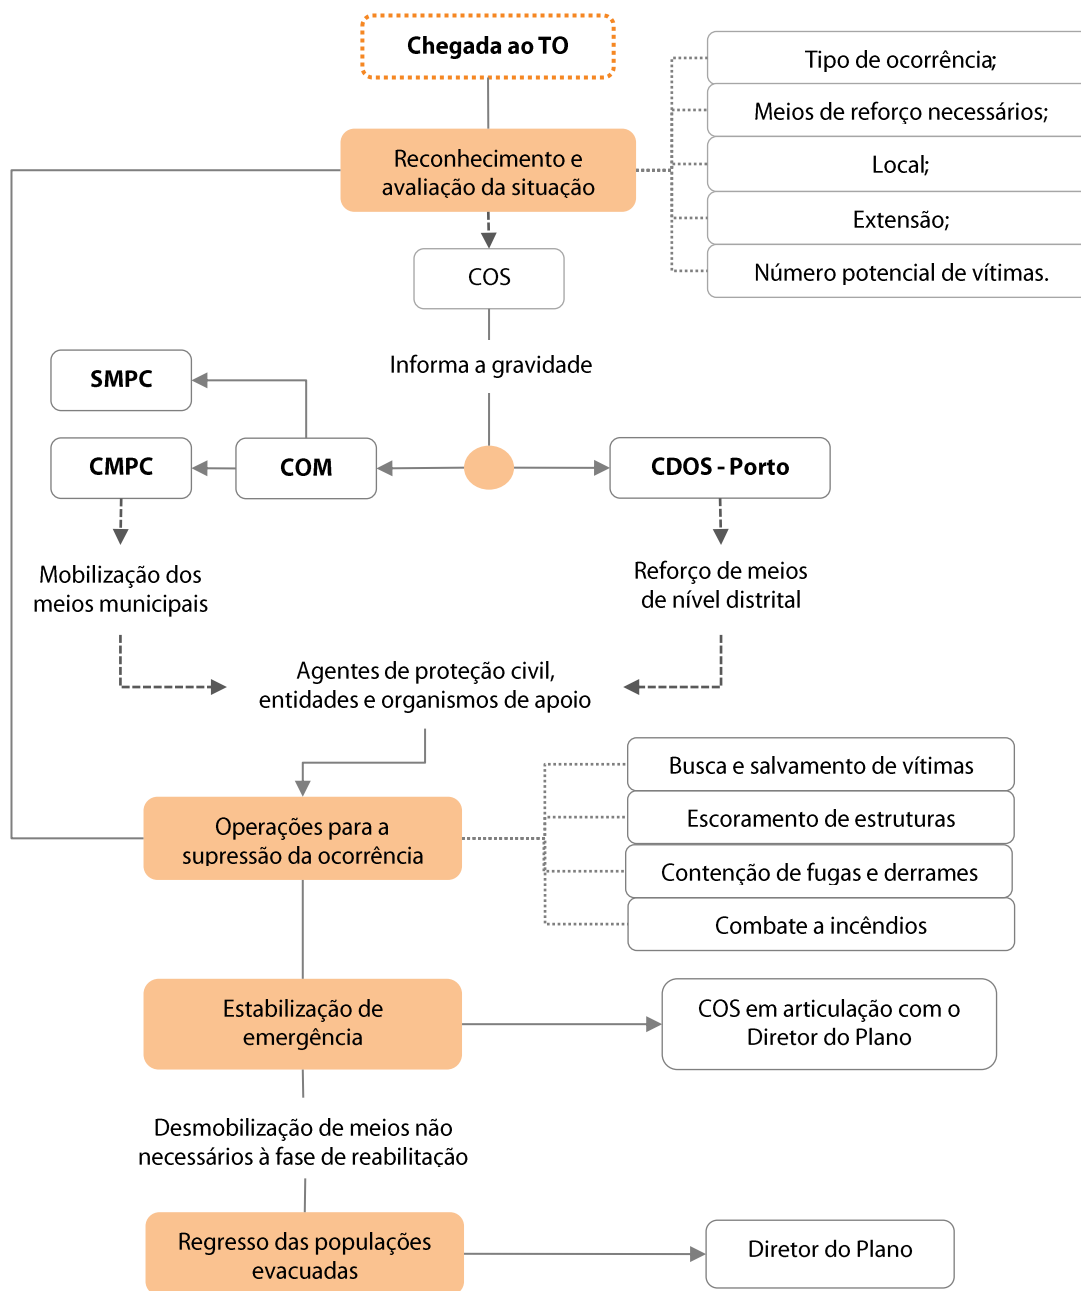 Chegada ao TO
Tipo de ocorrência;
Meios de reforço necessários;
Local;
Extensão;
Número potencial de vítimas.
Reconhecimento e
avaliação da situação
COS
Informa a gravidade
SMPC
CMPC
COM
CDOS - Porto
Mobilização dos
meios municipais
Reforço de meios
de nível distrital
Agentes de proteção civil,
entidades e organismos de apoio
Operações para a
supressão da ocorrência
Busca e salvamento de vítimas
Escoramento de estruturas
Contenção de fugas e derrames
Combate a incêndios
Estabilização de
emergência
COS em articulação com o
Diretor do Plano
Desmobilização de meios não
necessários à fase de reabilitação
Regresso das populações
evacuadas
Diretor do Plano